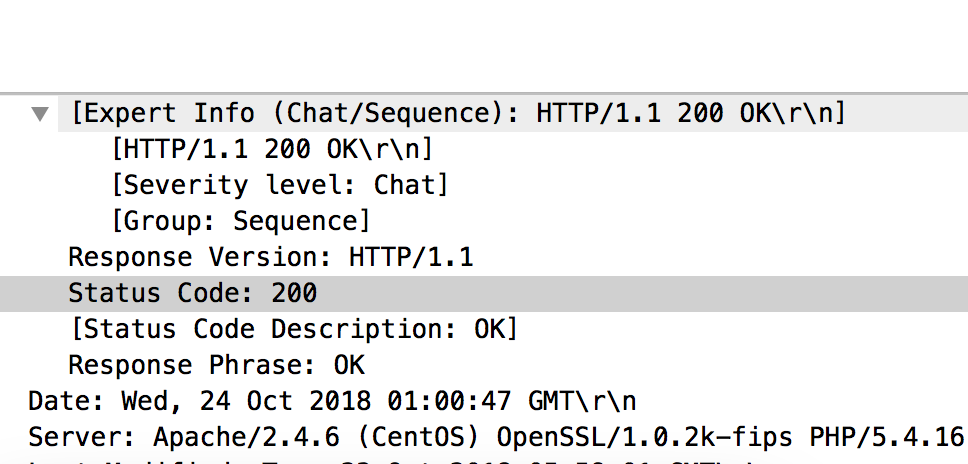 [Expert Info (Chat/Sequence): HTTP/1.1 200 OK\r\n]
[HTTP/1.1 200 OK\r\n]
[Severity level: Chat]
[Group: Sequence]
Response Version: HTTP/1.1
Status Code: 200
[Status Code Description: OK]
Response Phrase: OK
Date: Wed, 24 Oct 2018 01:00:47 GMT\r\n
Server: Apache/2.4.6 (CentOS) OpenSSL/1.0.2k-fips PHP/5.4.16